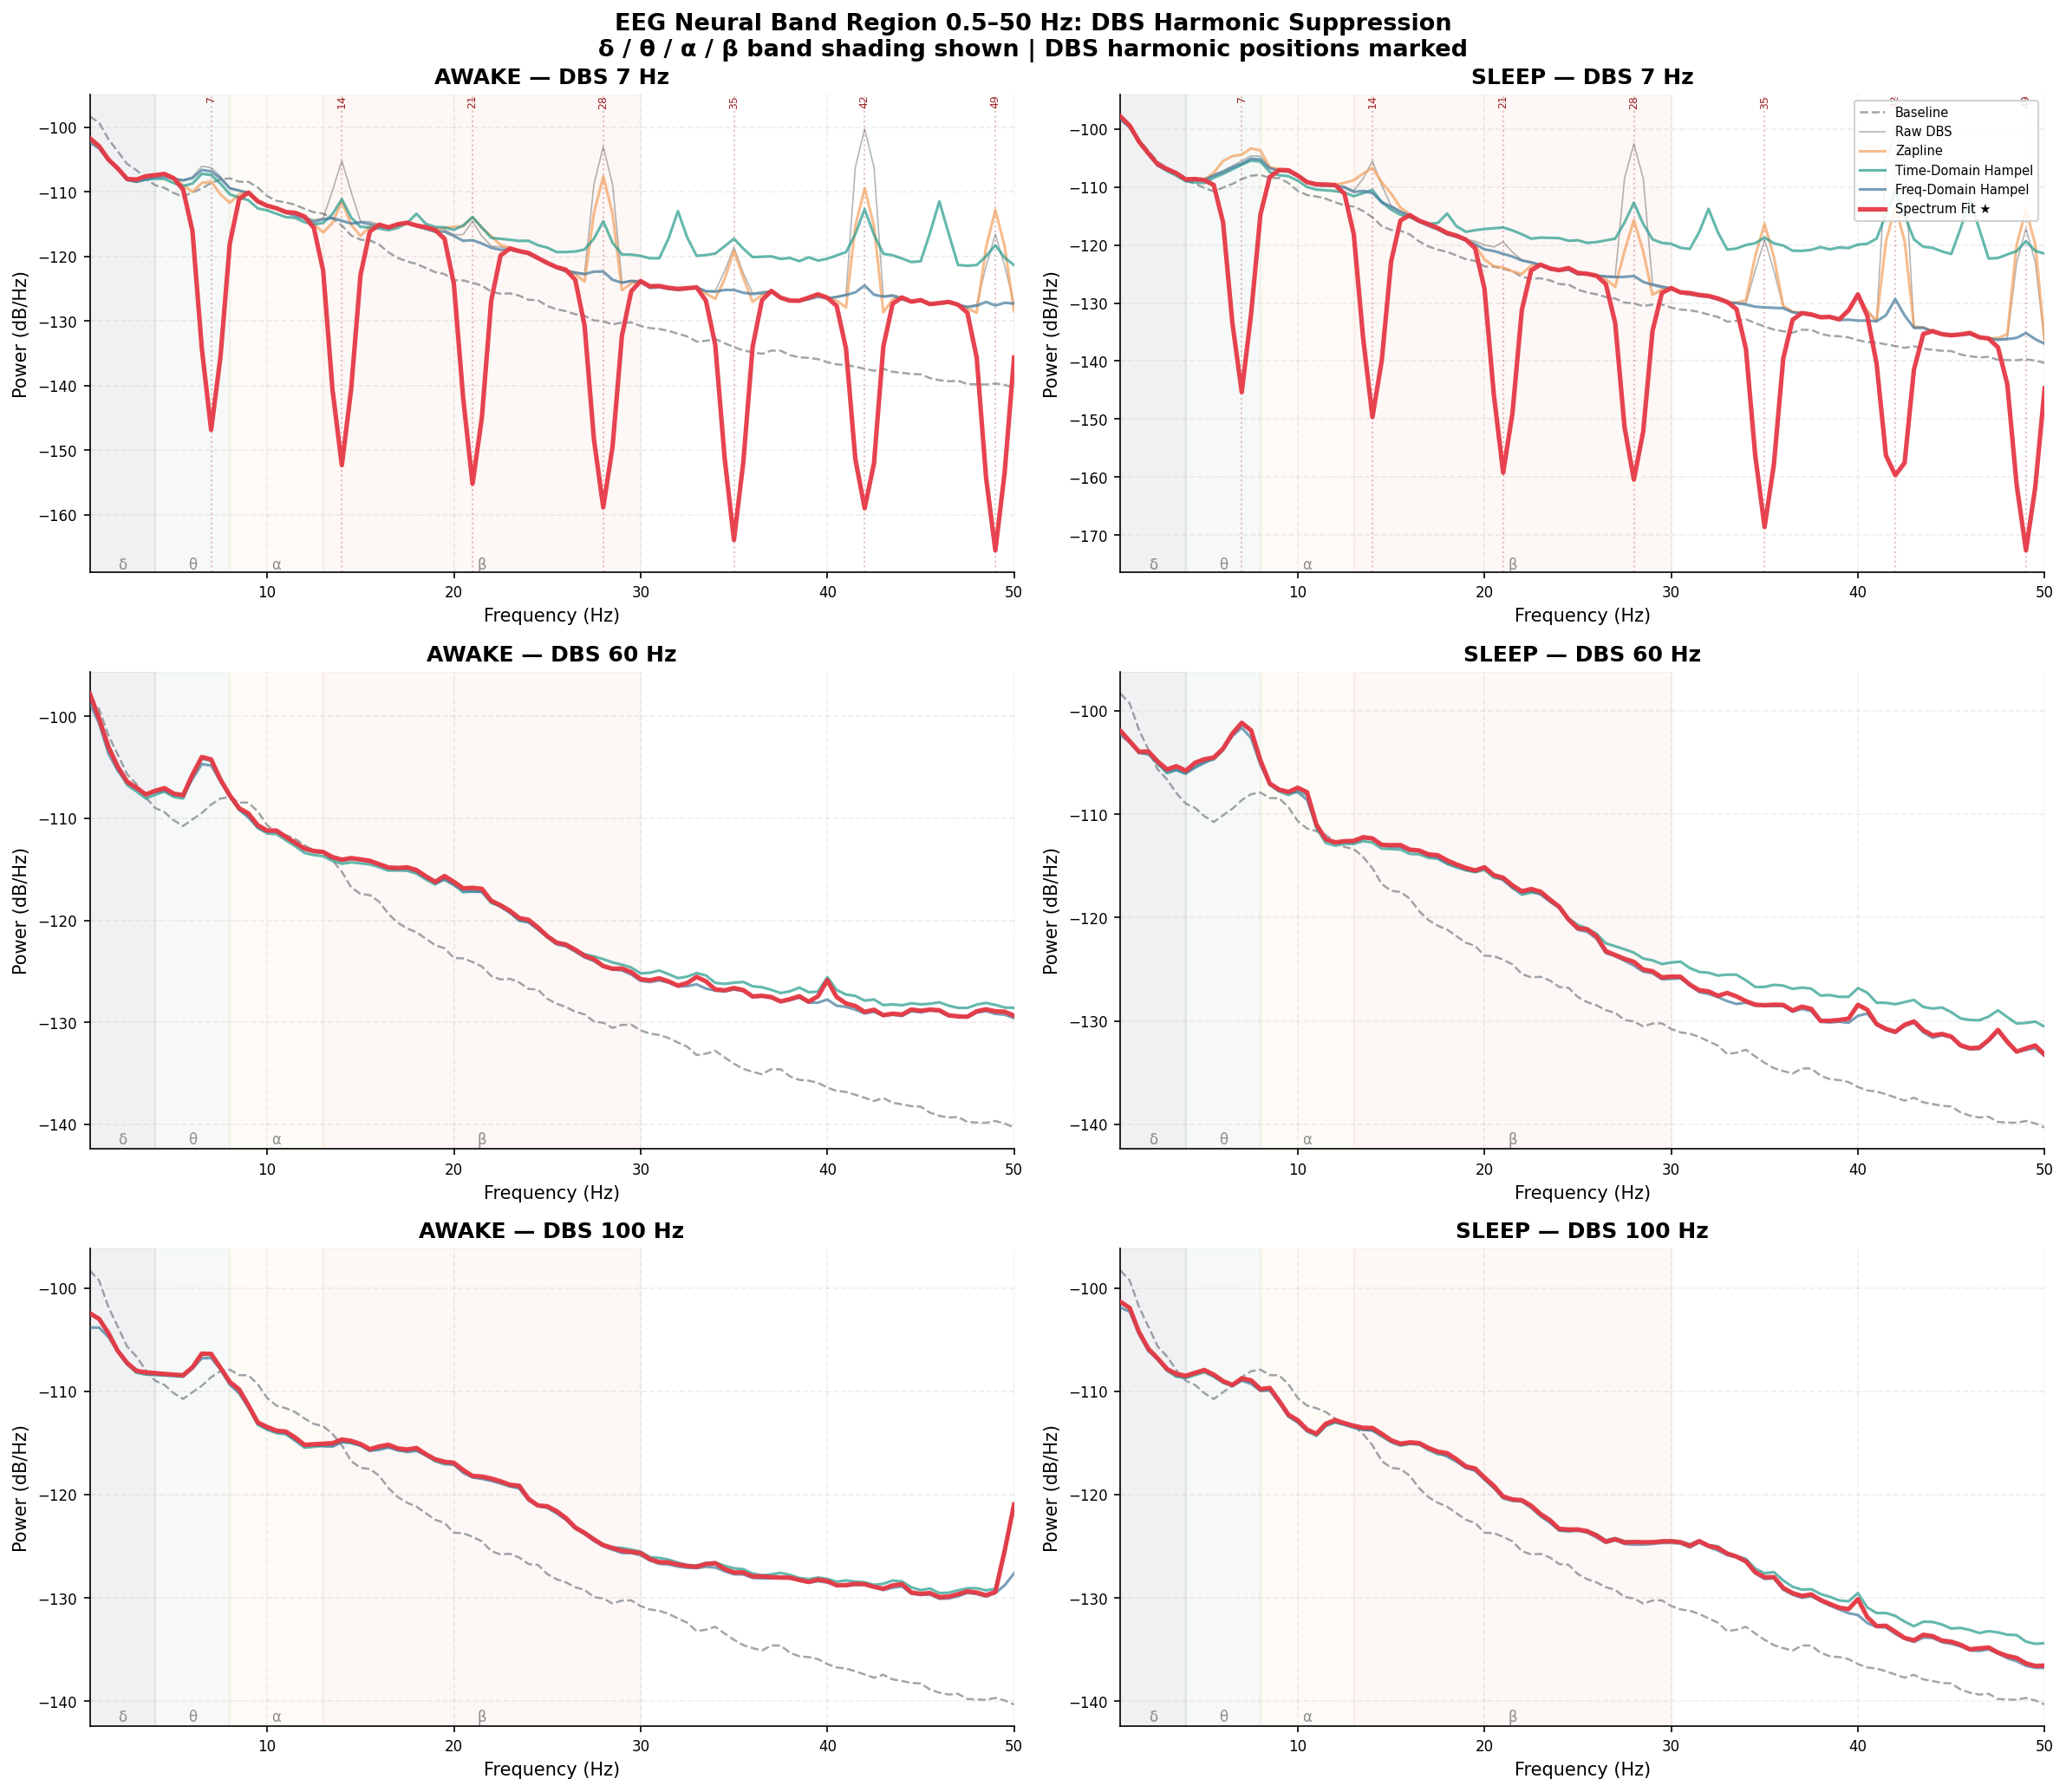 EEG Neural Band Region 0.5–50 Hz: DBS Harmonic Suppression
δ / θ / α / β band shading shown | DBS harmonic positions marked
AWAKE — DBS 7 Hz
7
14
21
28
35
42
49
−100
−110
−120
−130
−140
−150
−160
Power (dB/Hz)
δ
θ
α
β
10
20
30
40
50
Frequency (Hz)
SLEEP — DBS 7 Hz
7
14
21
28
35
Baseline
Raw DBS
Zapline
Time-Domain Hampel
Freq-Domain Hampel
Spectrum Fit ★
−100
−110
−120
−130
−140
−150
−160
−170
Power (dB/Hz)
δ
θ
α
β
10
20
30
40
50
Frequency (Hz)
AWAKE — DBS 60 Hz
−100
−110
−120
−130
−140
Power (dB/Hz)
δ
θ
α
β
10
20
30
40
50
Frequency (Hz)
SLEEP — DBS 60 Hz
−100
−110
−120
−130
−140
Power (dB/Hz)
δ
θ
α
β
10
20
30
40
50
Frequency (Hz)
AWAKE — DBS 100 Hz
−100
−110
−120
−130
−140
Power (dB/Hz)
δ
θ
α
β
10
20
30
40
50
Frequency (Hz)
SLEEP — DBS 100 Hz
−100
−110
−120
−130
−140
Power (dB/Hz)
δ
θ
α
β
10
20
30
40
50
Frequency (Hz)